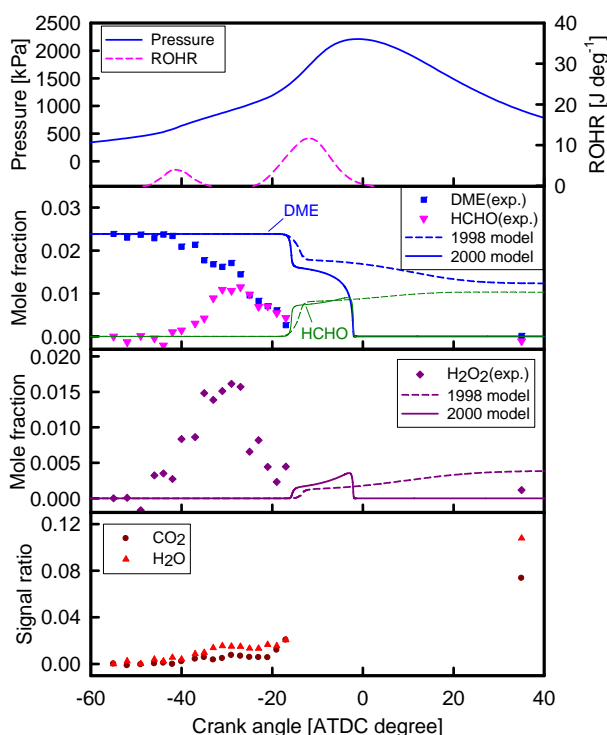 2500
2000
1500
1000
500
0
Pressure [kPa]
Pressure
ROHR
40
30
20
10
0
ROHR [J deg-1]
0.03
0.02
0.01
0.00
Mole fraction
DME
HCHO
DME(exp.)
HCHO(exp.)
1998 model
2000 model
0.020
0.015
0.010
0.005
0.000
Mole fraction
H2O2(exp.)
1998 model
2000 model
0.12
0.08
0.04
0.00
Signal ratio
CO2
H2O
-60 -40 -20 0 20 40
Crank angle [ATDC degree]